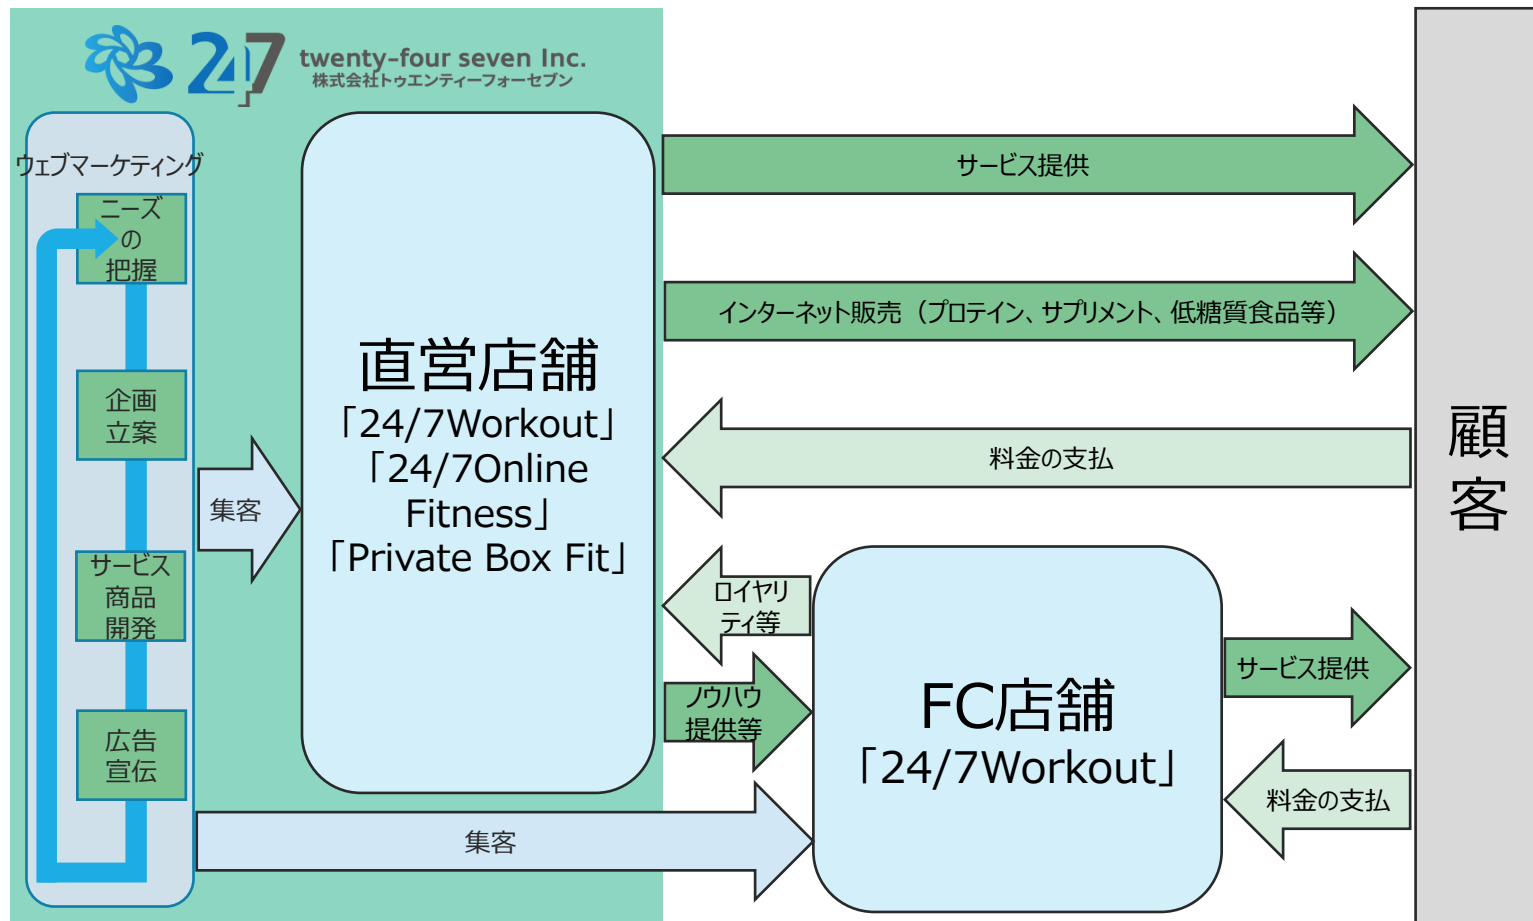 24/7
twenty-four seven Inc.
株式会社トゥエンティーフォーセブン
ウェブマーケティング
ニーズ
の
把握
企画
立案
サービス
商品
開発
広告
宣伝
集客
集客
直営店舗
「24/7Workout」
「24/7Online
Fitness」
「Private Box Fit」
サービス提供
インターネット販売（プロテイン、サプリメント、低糖質食品等）
料金の支払
ロイヤリ
ティ等
ノウハウ
提供等
FC店舗
「24/7Workout」
サービス提供
料金の支払
顧
客